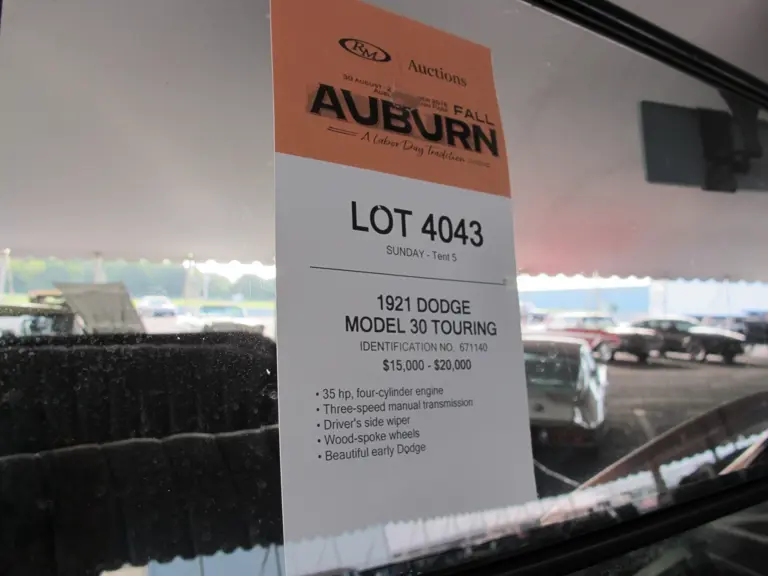 RM | Auctions
AUBURN FALL
A Labor Day Tradition
LOT 4043
SUNDAY - Tent 5
1921 DODGE
MODEL 30 TOURING
IDENTIFICATION NO. 671140
$15,000 - $20,000
• 35 hp, four-cylinder engine
• Three-speed manual transmission
• Driver's side wiper
• Wood-spoke wheels
• Beautiful early Dodge